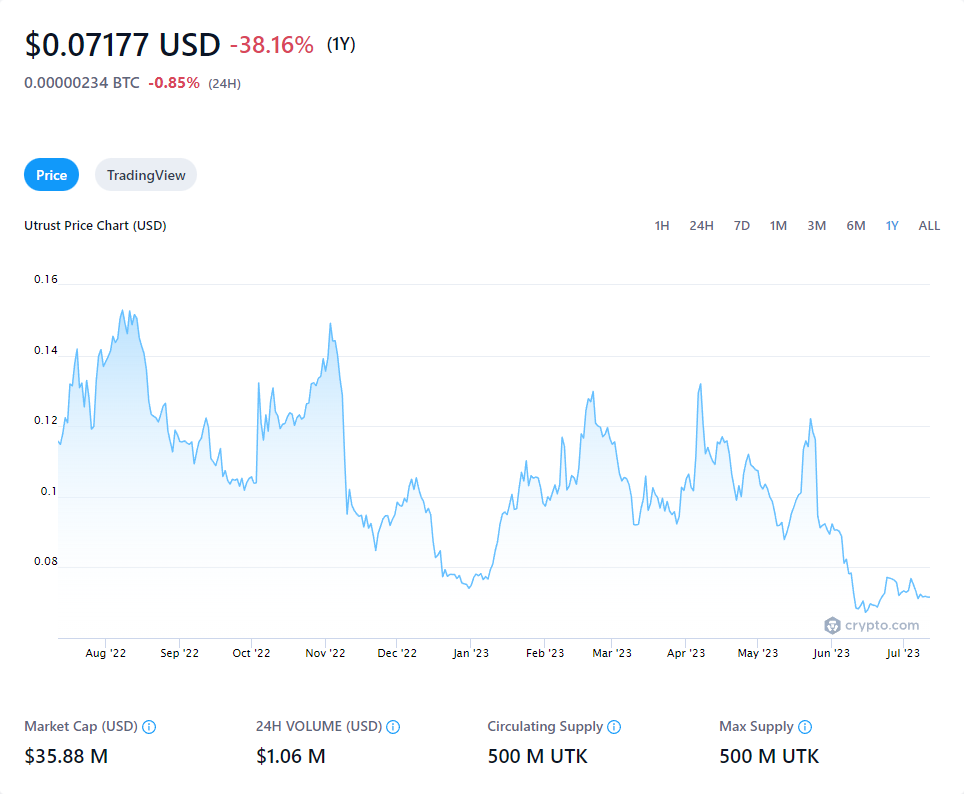 $0.07177 USD -38.16% (1Y)
0.00000234 BTC -0.85% (24H)
Price TradingView
Utrust Price Chart (USD) 1H 24H 7D 1M 3M 6M 1Y ALL
0.16
0.14
0.12
0.1
0.08
crypto.com
Aug '22 Sep '22 Oct '22 Nov '22 Dec '22 Jan '23 Feb '23 Mar '23 Apr '23 May '23 Jun '23 Jul '23
Market Cap (USD) 24H VOLUME (USD) Circulating Supply Max Supply
$35.88 M $1.06 M 500 M UTK 500 M UTK